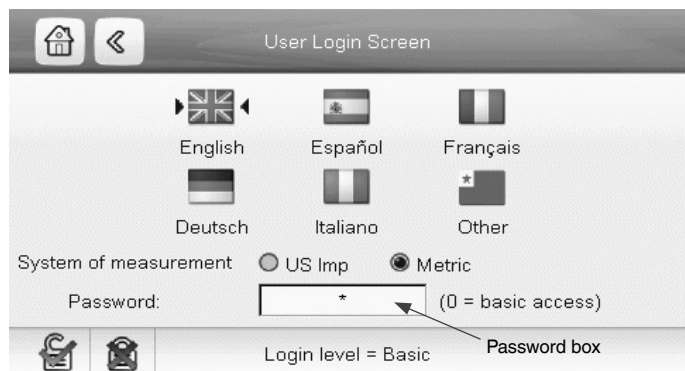 User Login Screen
English Español Français
Deutsch Italiano Other
System of measurement US Imp Metric
Password: * (0 = basic access)
Password box
Login level = Basic